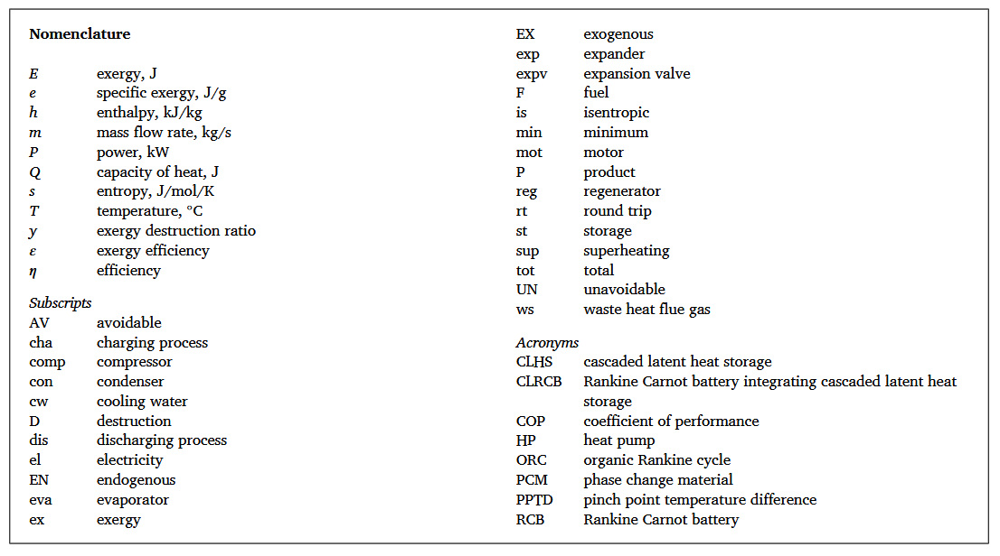 Nomenclature
E exergy, J
e specific exergy, J/g
h enthalpy, kJ/kg
m mass flow rate, kg/s
P power, kW
Q capacity of heat, J
s entropy, J/mol/K
T temperature, °C
y exergy destruction ratio
ε exergy efficiency
η efficiency
Subscripts
AV avoidable
cha charging process
comp compressor
con condenser
cw cooling water
D destruction
dis discharging process
el electricity
EN endogenous
eva evaporator
ex exergy
EX exogenous
exp expander
expv expansion valve
F fuel
is isentropic
min minimum
mot motor
P product
reg regenerator
rt round trip
st storage
sup superheating
tot total
UN unavoidable
ws waste heat flue gas
Acronyms
CLHS cascaded latent heat storage
CLRCB Rankine Carnot battery integrating cascaded latent heat
storage
COP coefficient of performance
HP heat pump
ORC organic Rankine cycle
PCM phase change material
PPTD pinch point temperature difference
RCB Rankine Carnot battery